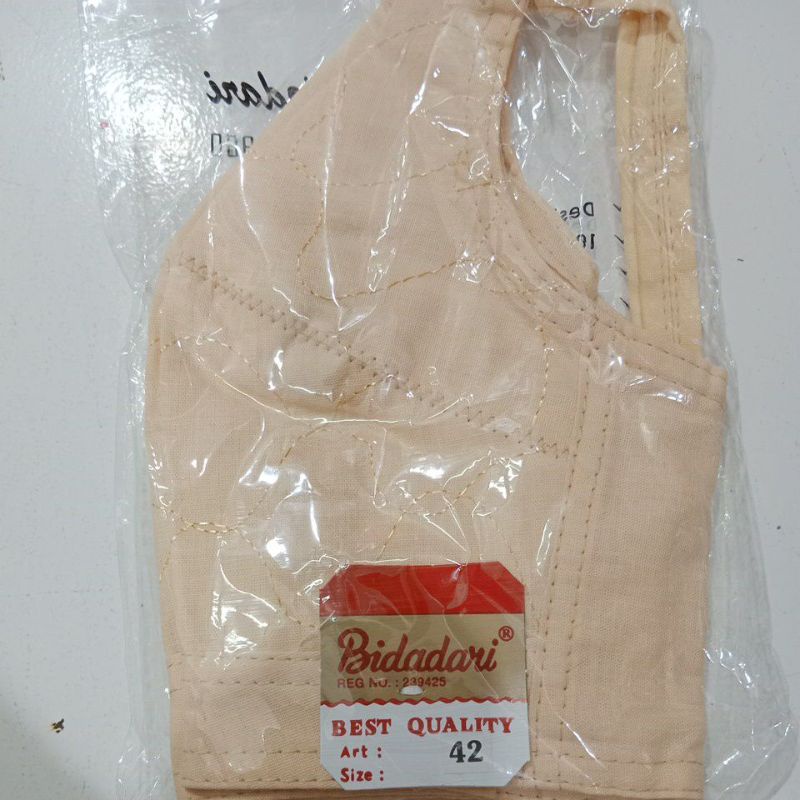 Bidadari®
REG NO. : 239425
BEST QUALITY
Art : 42
Size :